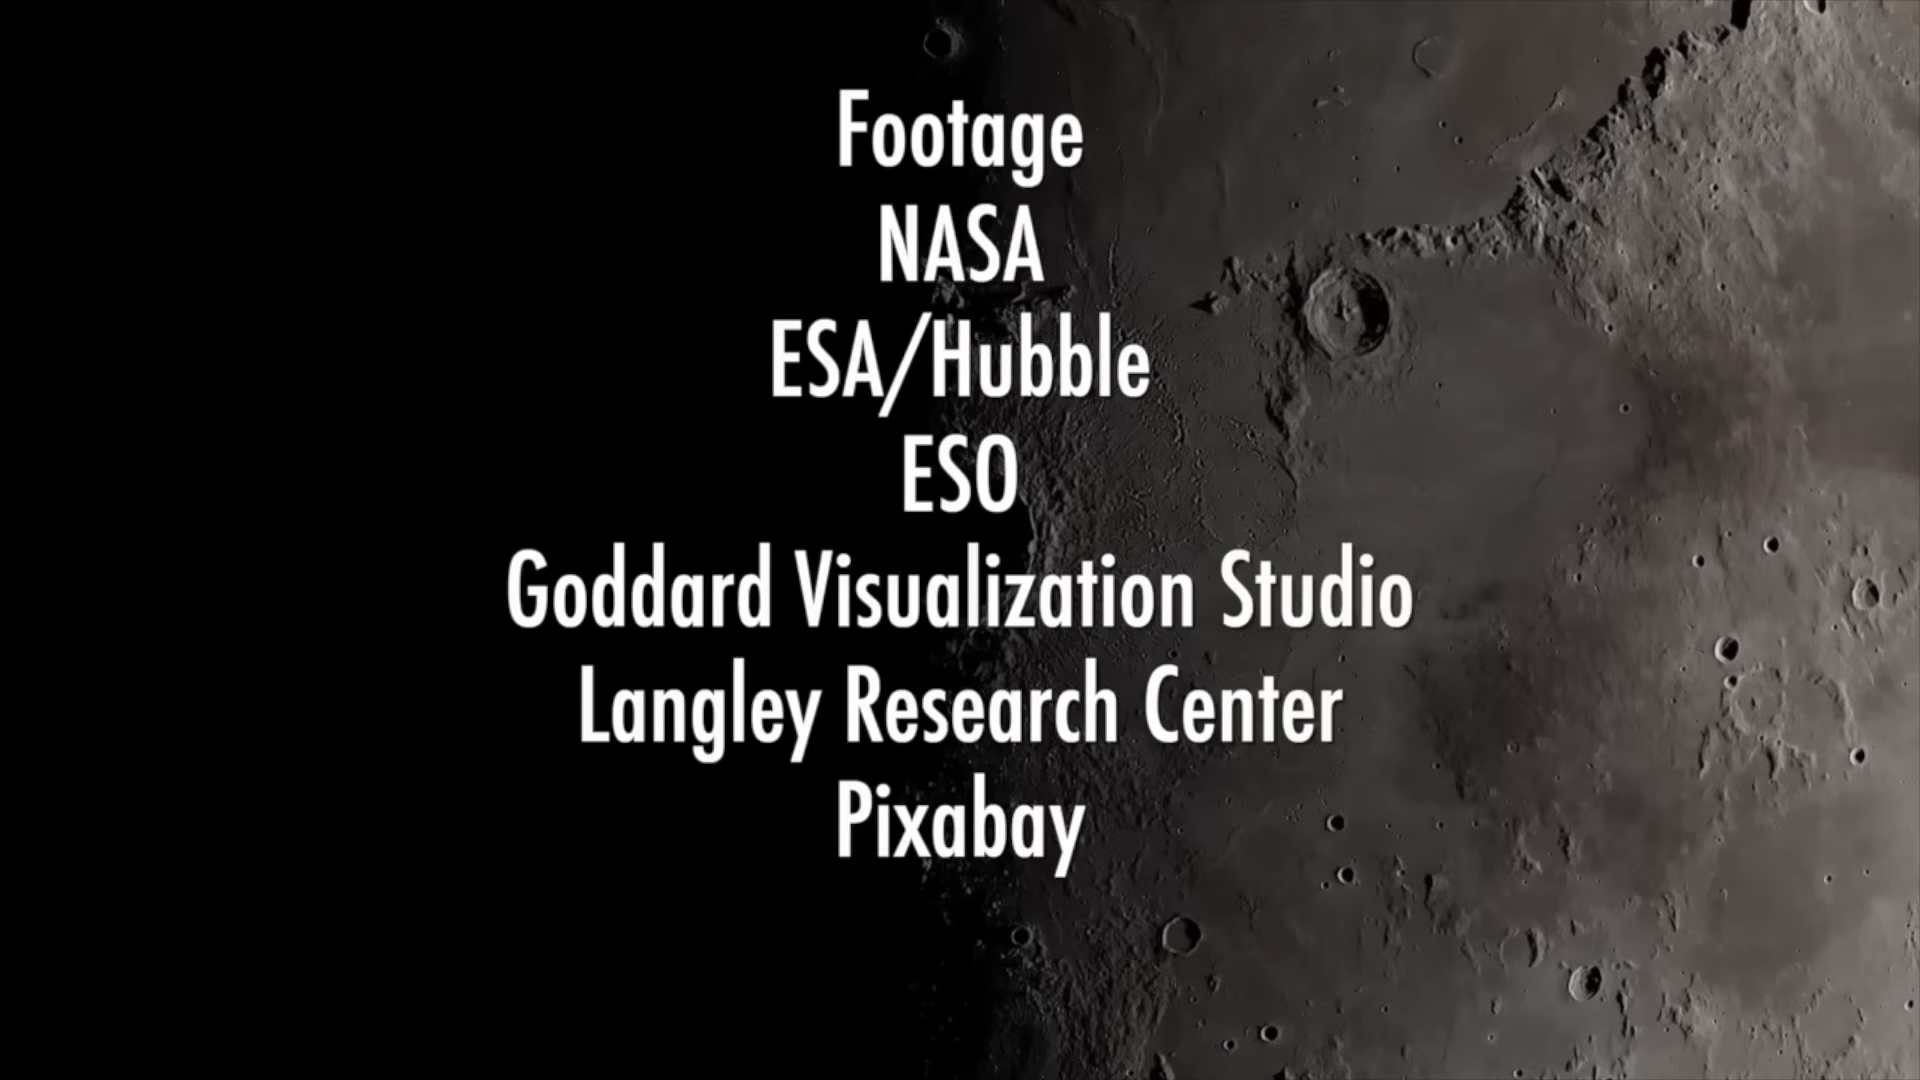 Footage
NASA
ESA/Hubble
ESO
Goddard Visualization Studio
Langley Research Center
Pixabay